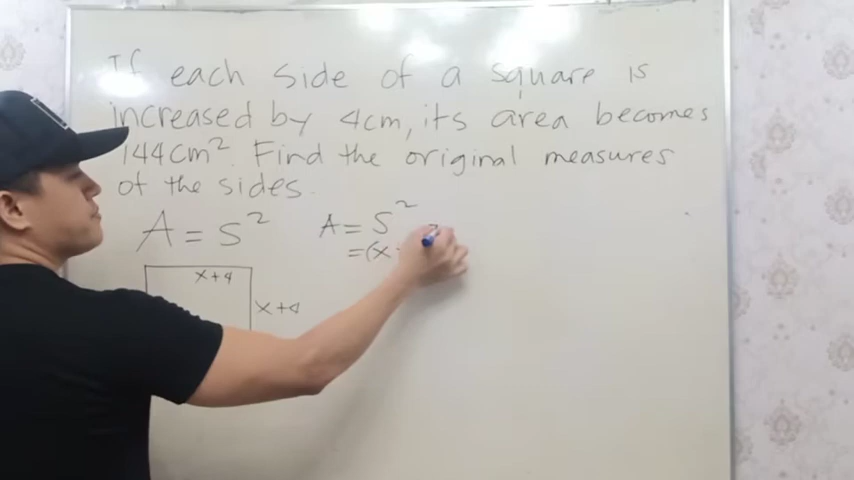 If each side of a square is
increased by 4cm, its area becomes
144cm² Find the original measures
of the sides.
A = S² A = S²
=(x
x+4
x+4